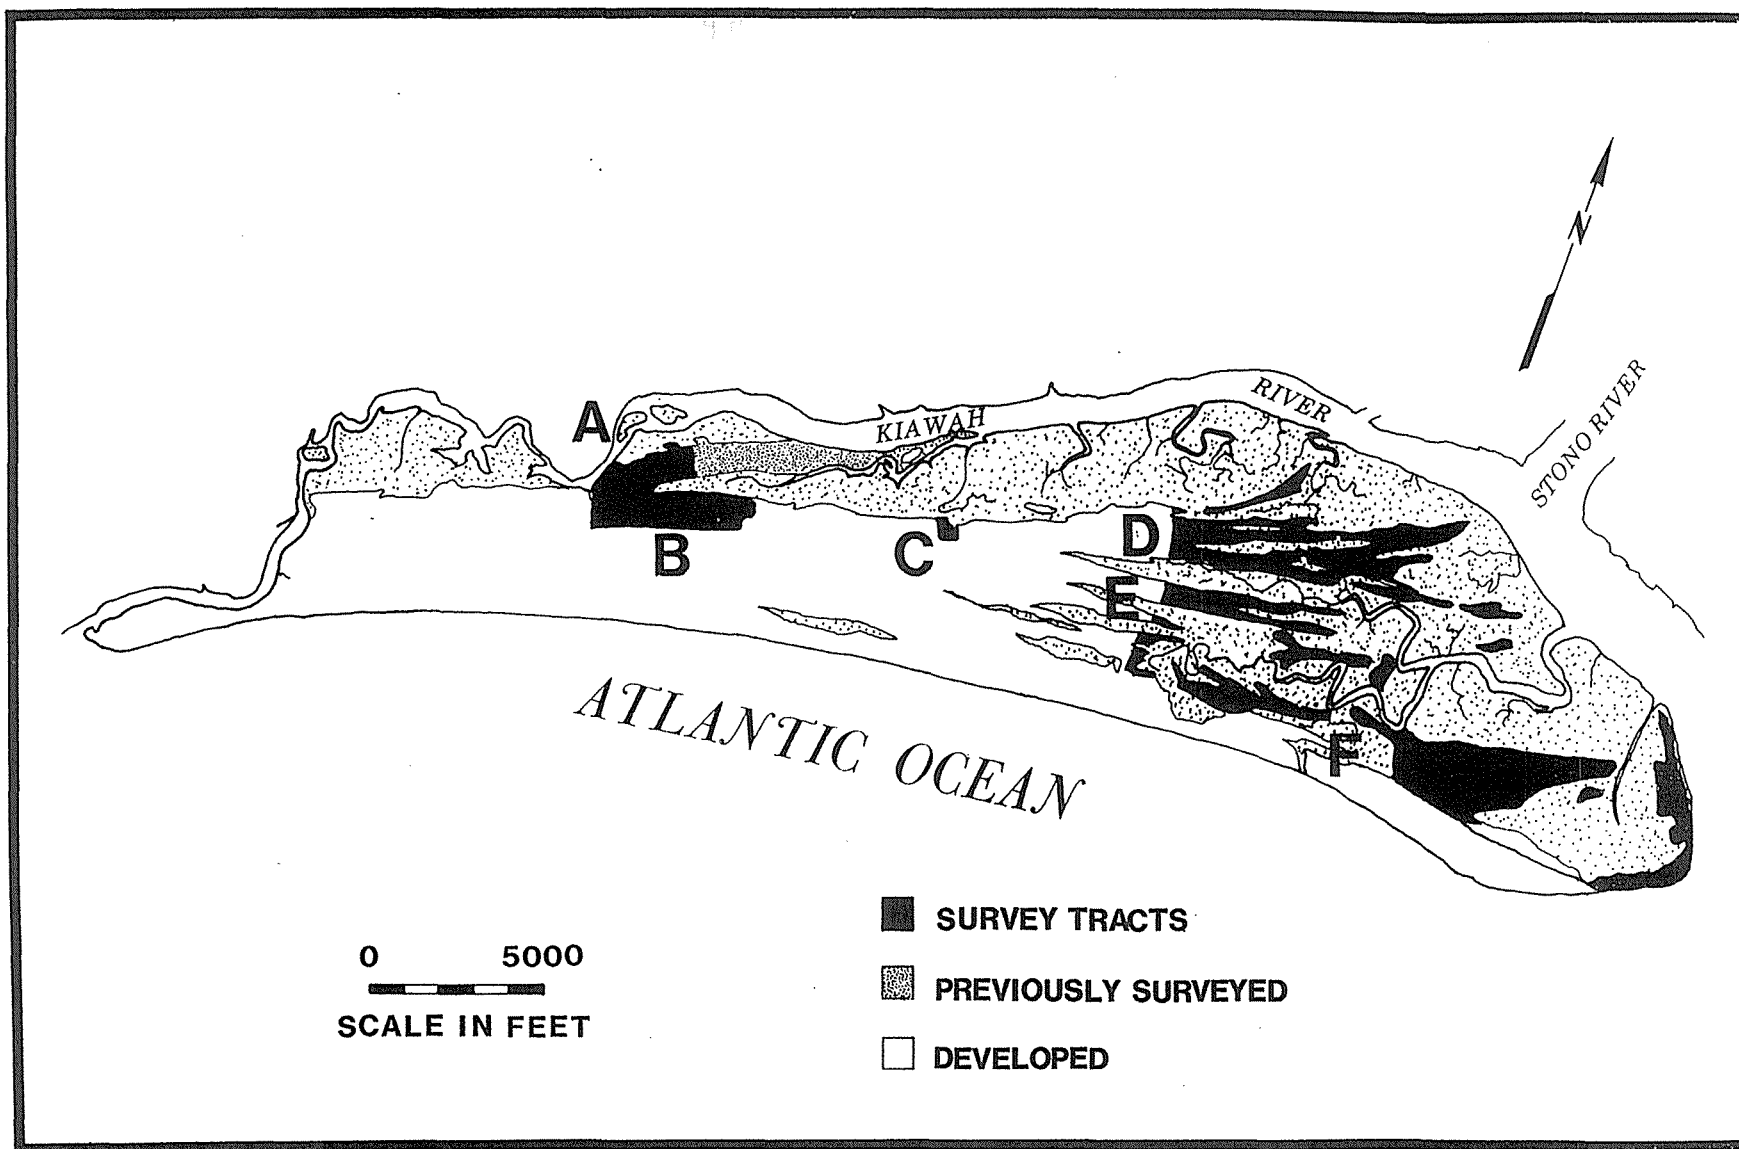 N
STONO RIVER
RIVER
KIAWAH
A
B
C
D
E
F
ATLANTIC OCEAN
SURVEY TRACTS
PREVIOUSLY SURVEYED
DEVELOPED
0 5000
SCALE IN FEET